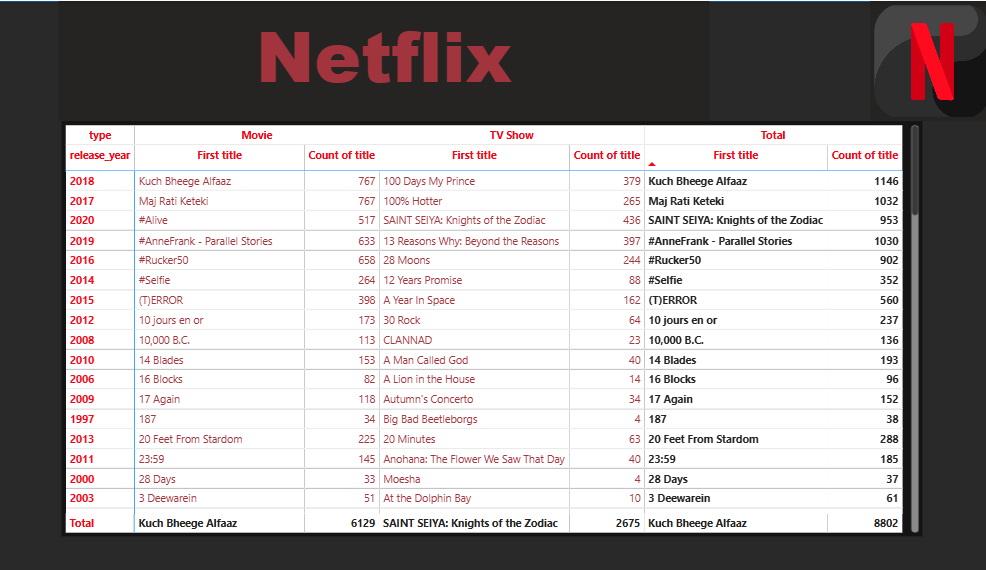 Netflix
N
type Movie TV Show Total
release_year First title Count of title First title Count of title First title Count of title
2018 Kuch Bheege Alfaaz 767 100 Days My Prince 379 Kuch Bheege Alfaaz 1146
2017 Maj Rati Keteki 767 100% Hotter 265 Maj Rati Keteki 1032
2020 #Alive 517 SAINT SEIYA: Knights of the Zodiac 436 SAINT SEIYA: Knights of the Zodiac 953
2019 #AnneFrank - Parallel Stories 633 13 Reasons Why: Beyond the Reasons 397 #AnneFrank - Parallel Stories 1030
2016 #Rucker50 658 28 Moons 244 #Rucker50 902
2014 #Selfie 264 12 Years Promise 88 #Selfie 352
2015 (T)ERROR 398 A Year In Space 162 (T)ERROR 560
2012 10 jours en or 173 30 Rock 64 10 jours en or 237
2008 10,000 B.C. 113 CLANNAD 23 10,000 B.C. 136
2010 14 Blades 153 A Man Called God 40 14 Blades 193
2006 16 Blocks 82 A Lion in the House 14 16 Blocks 96
2009 17 Again 118 Autumn's Concerto 34 17 Again 152
1997 187 34 Big Bad Beetleborgs 4 187 38
2013 20 Feet From Stardom 225 20 Minutes 63 20 Feet From Stardom 288
2011 23:59 145 Anohana: The Flower We Saw That Day 40 23:59 185
2000 28 Days 33 Moesha 4 28 Days 37
2003 3 Deewarein 51 At the Dolphin Bay 10 3 Deewarein 61
Total Kuch Bheege Alfaaz 6129 SAINT SEIYA: Knights of the Zodiac 2675 Kuch Bheege Alfaaz 8802